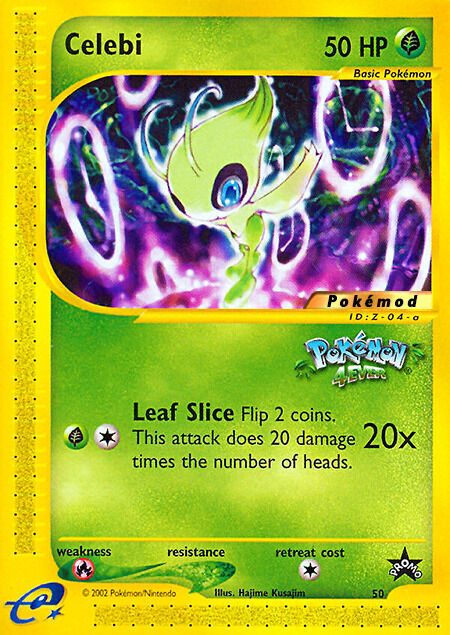 Celebi 50 HP
Basic Pokémon
Pokémod
ID:Z-04-a
POKéMON
4EVER
Leaf Slice Flip 2 coins.
This attack does 20 damage 20x
times the number of heads.
weakness resistance retreat cost
PROMO
© 2002 Pokémon/Nintendo Illus. Hajime Kusajim 50
e